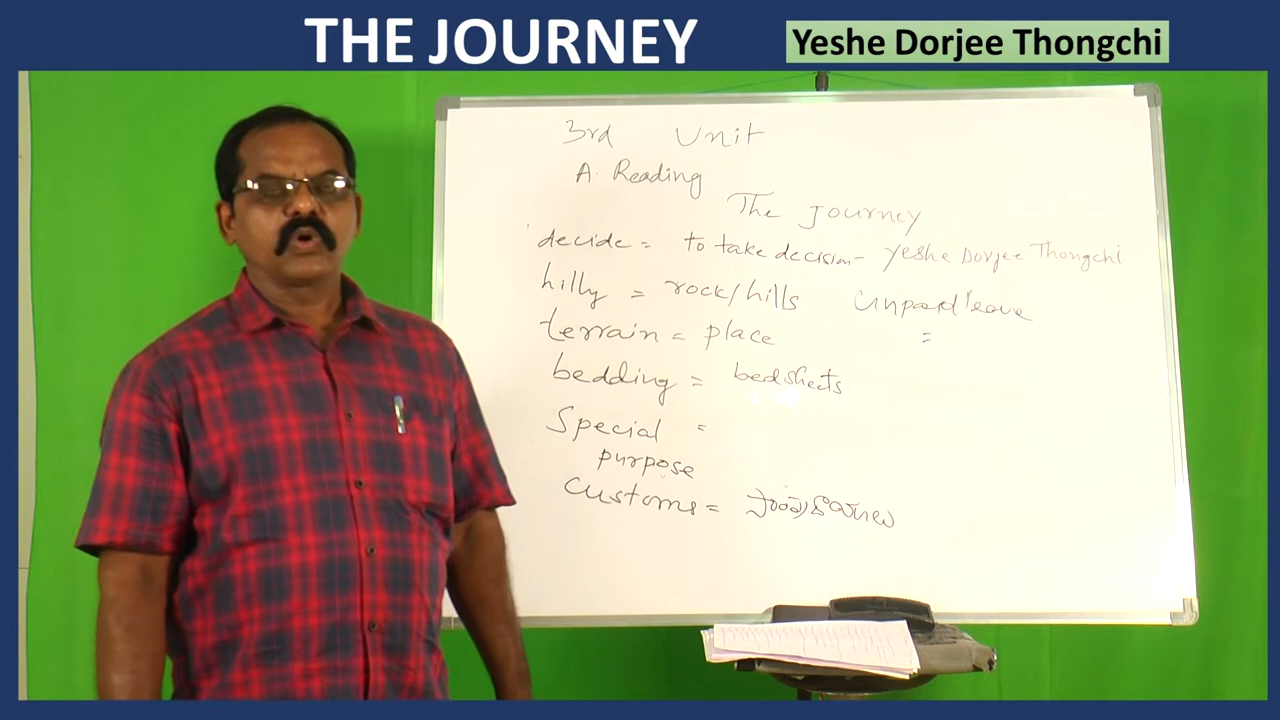 THE JOURNEY
Yeshe Dorjee Thongchi
3rd Unit
A. Reading
The Journey
decide = to take decision - Yeshe Dorjee Thongchi
hilly = rock/hills Unpaid leave
terrain = place =
bedding = bedsheets
Special =
purpose
Customs = సాంప్రదాయాలు